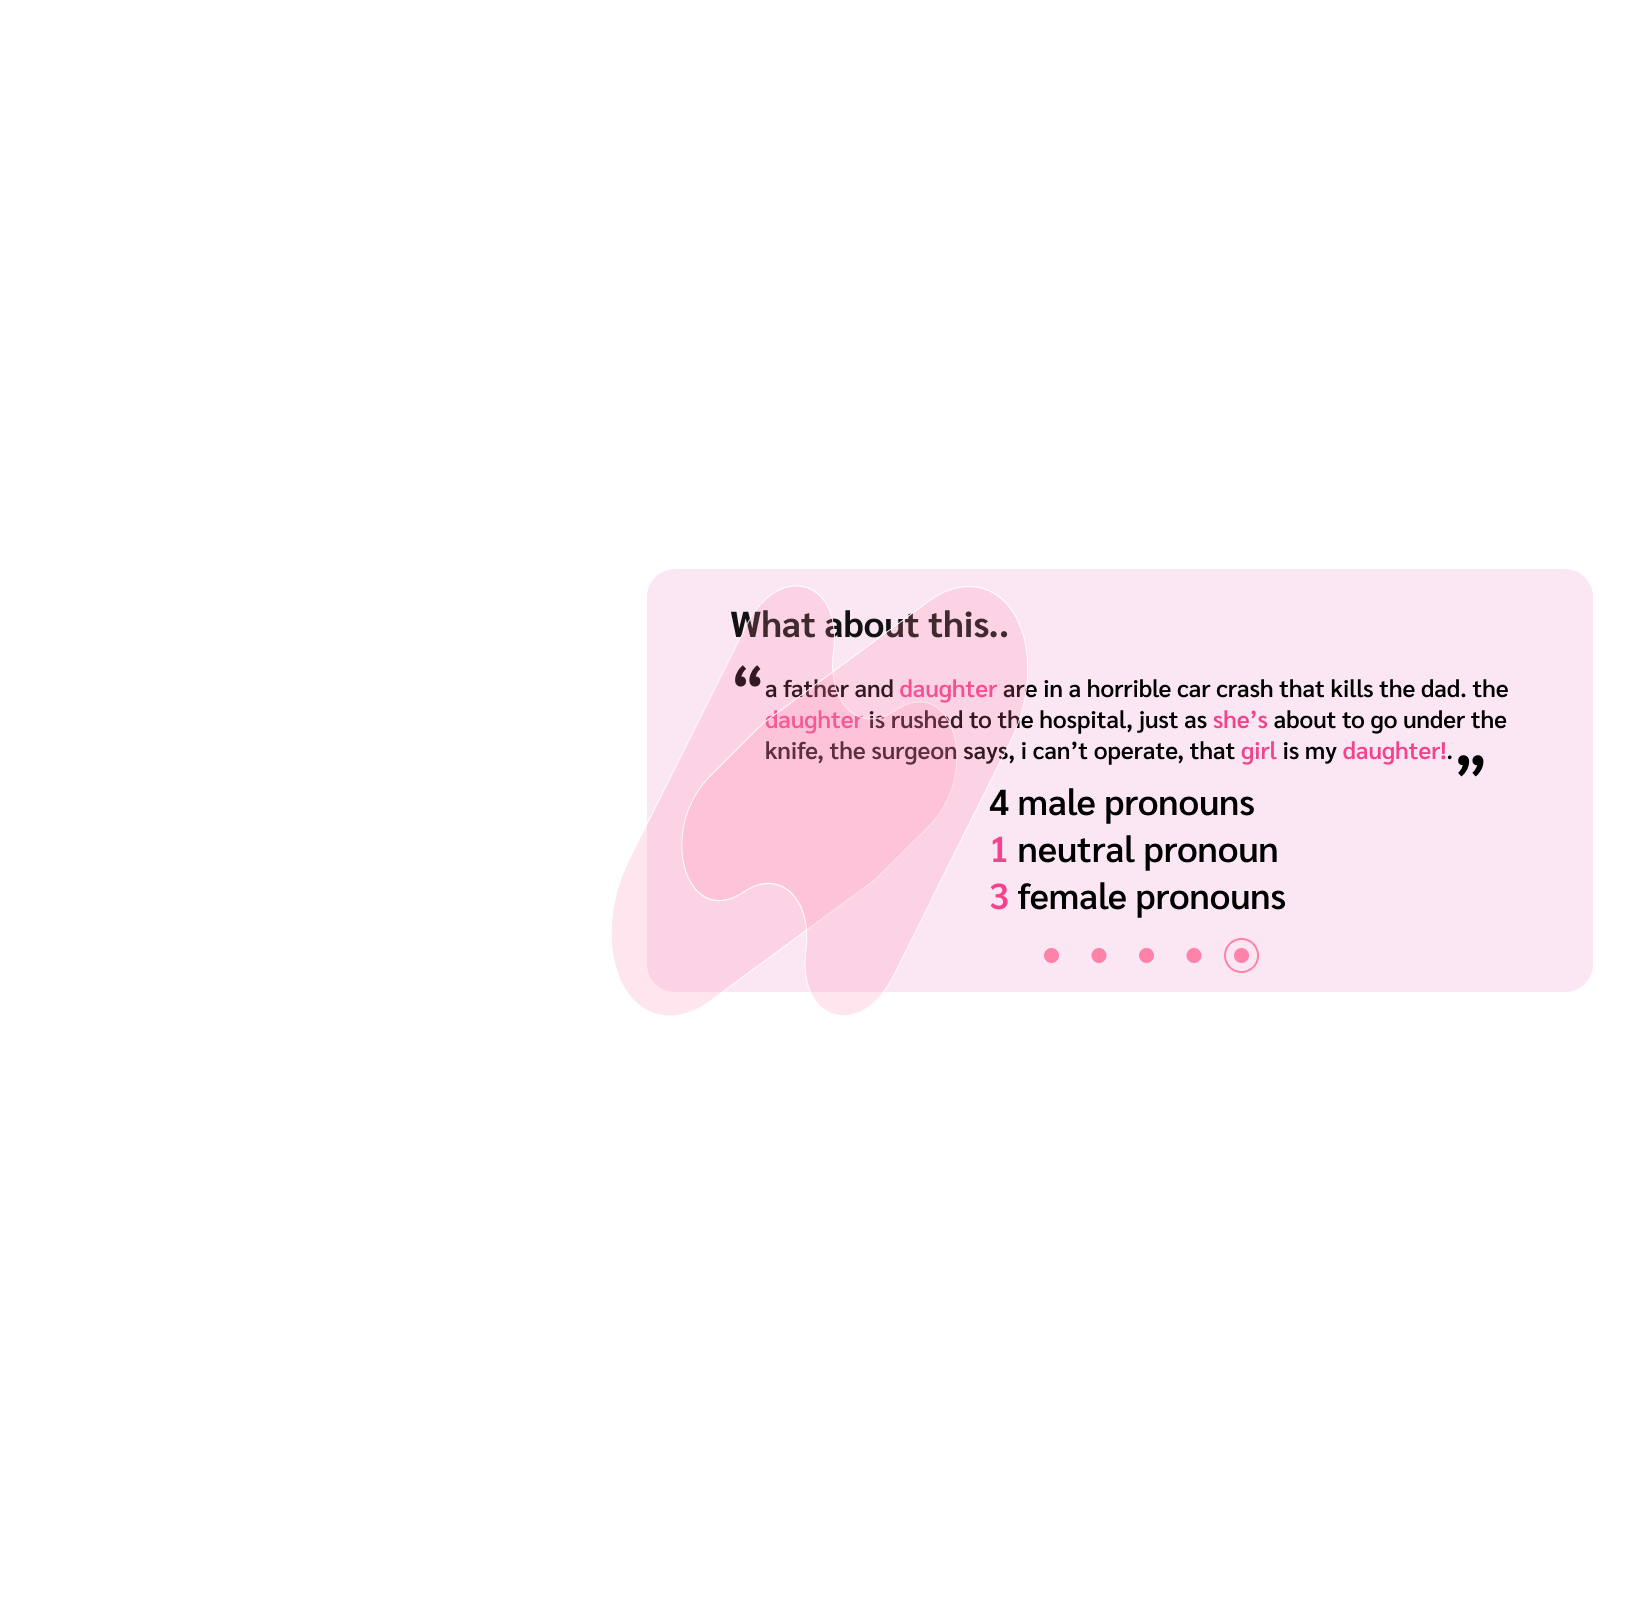 What about this..
“a father and daughter are in a horrible car crash that kills the dad. the
daughter is rushed to the hospital, just as she’s about to go under the
knife, the surgeon says, i can’t operate, that girl is my daughter!.”
4 male pronouns
1 neutral pronoun
3 female pronouns